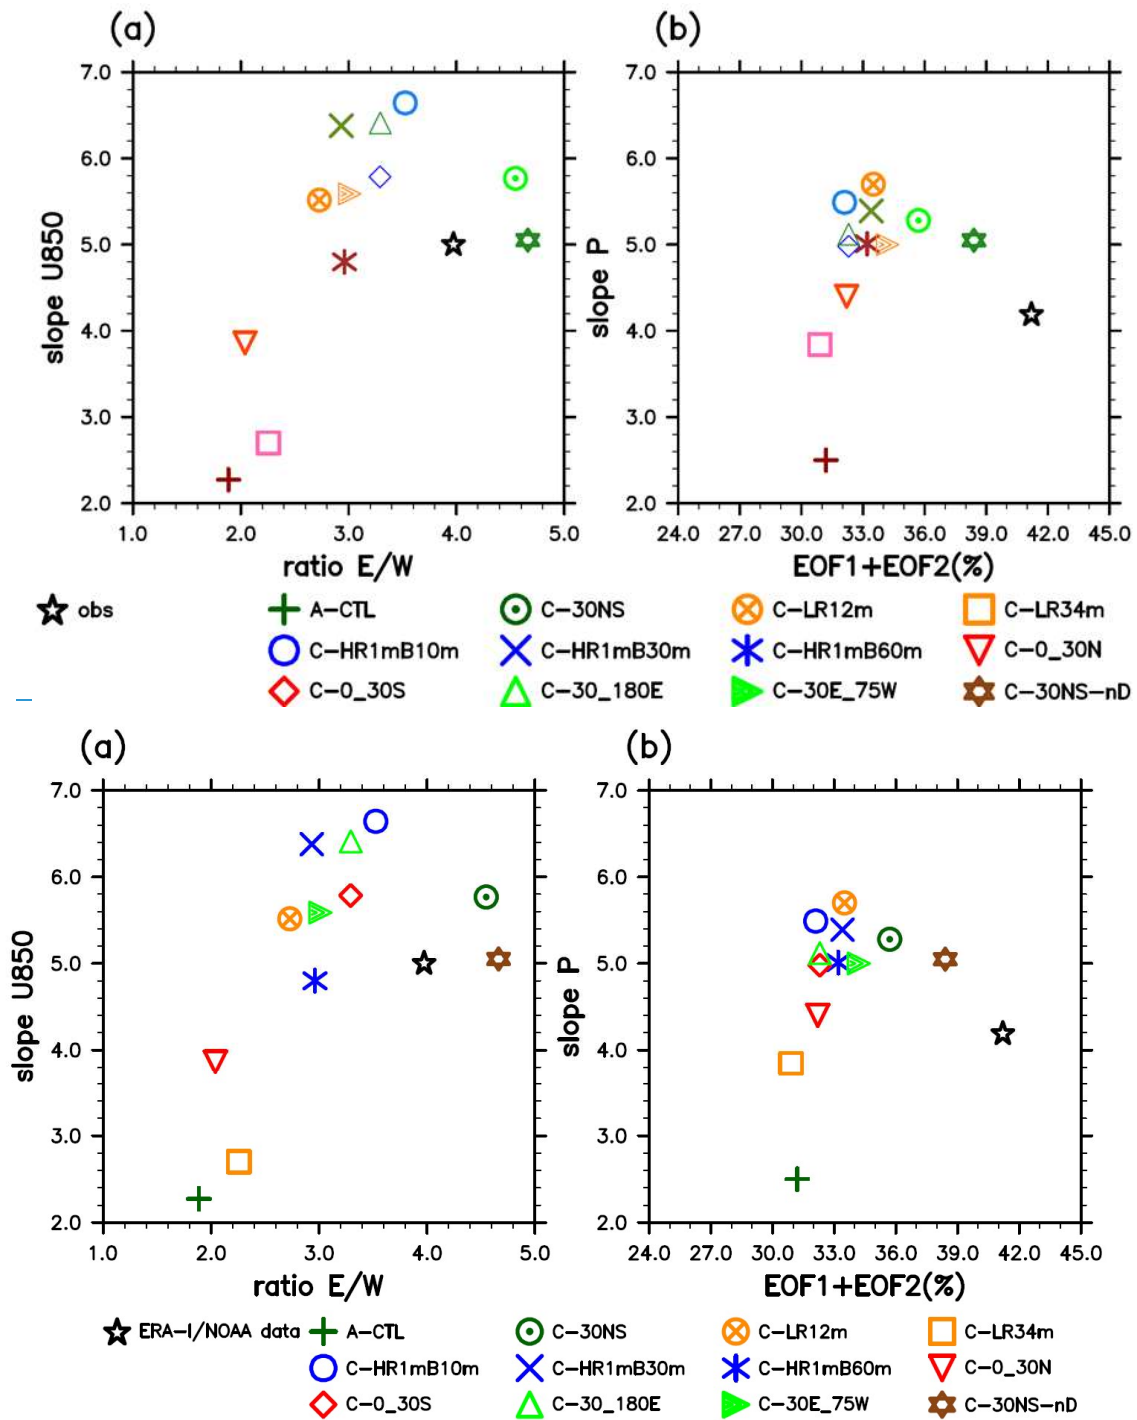 (a) (b)
7.0 7.0
6.0 6.0
5.0 5.0
slope U850 slope P
4.0 4.0
3.0 3.0
2.0 2.0
1.0 2.0 3.0 4.0 5.0 24.0 27.0 30.0 33.0 36.0 39.0 42.0 45.0
ratio E/W EOF1+EOF2(%)
obs A-CTL C-30NS C-LR12m C-LR34m
C-HR1mB10m C-HR1mB30m C-HR1mB60m C-0_30N
C-0_30S C-30_180E C-30E_75W C-30NS-nD
(a) (b)
7.0 7.0
6.0 6.0
5.0 5.0
slope U850 slope P
4.0 4.0
3.0 3.0
2.0 2.0
1.0 2.0 3.0 4.0 5.0 24.0 27.0 30.0 33.0 36.0 39.0 42.0 45.0
ratio E/W EOF1+EOF2(%)
ERA-I/NOAA data A-CTL C-30NS C-LR12m C-LR34m
C-HR1mB10m C-HR1mB30m C-HR1mB60m C-0_30N
C-0_30S C-30_180E C-30E_75W C-30NS-nD